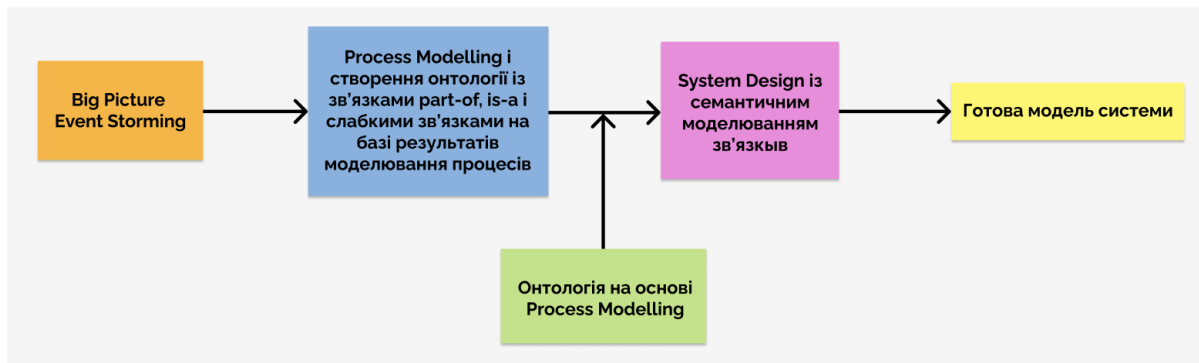 Big Picture
Event Storming
Process Modelling і
створення онтології із
зв'язками part-of, is-a і
слабкими зв'язками на
базі результатів
моделювання процесів
System Design із
семантичним
моделюванням
зв'язкыв
Готова модель системи
Онтологія на основі
Process Modelling